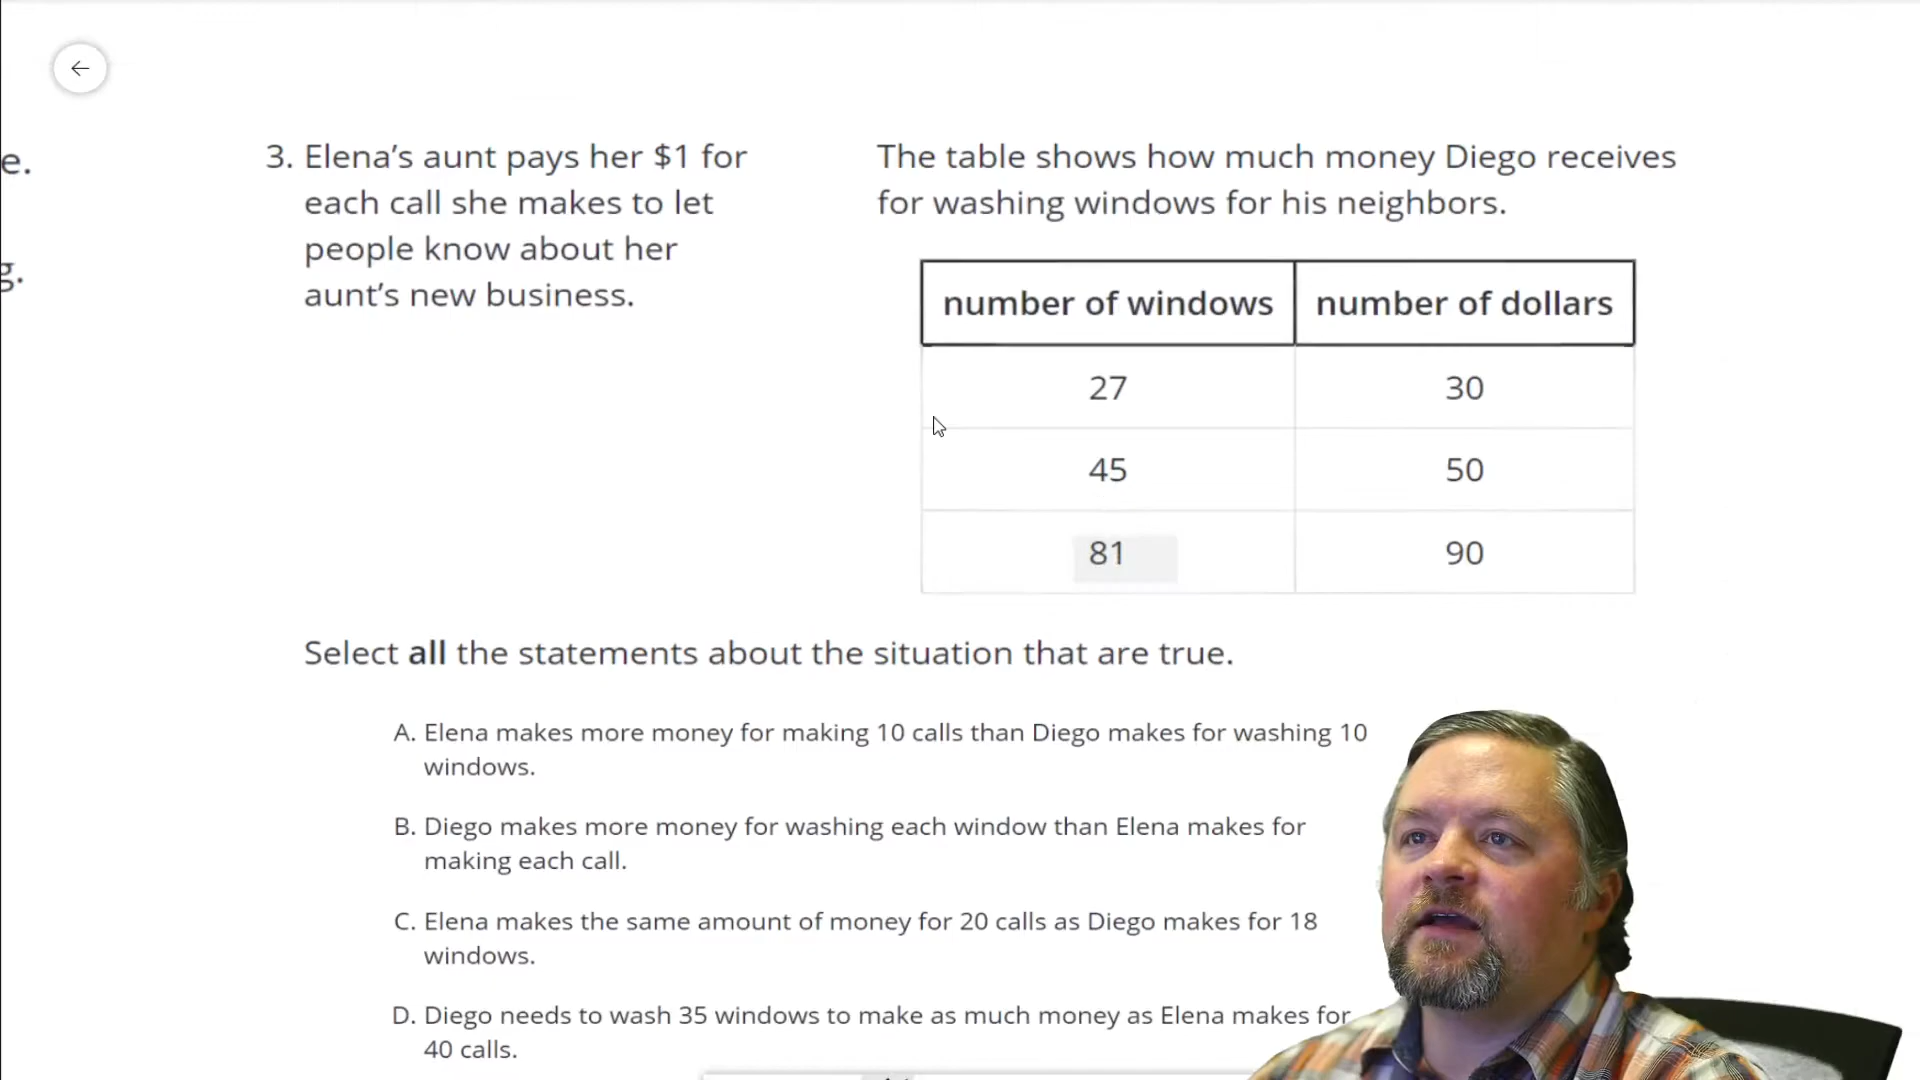 e.
g.
3. Elena's aunt pays her $1 for
each call she makes to let
people know about her
aunt's new business.
The table shows how much money Diego receives
for washing windows for his neighbors.
number of windows number of dollars
27 30
45 50
81 90
Select all the statements about the situation that are true.
A. Elena makes more money for making 10 calls than Diego makes for washing 10
windows.
B. Diego makes more money for washing each window than Elena makes for
making each call.
C. Elena makes the same amount of money for 20 calls as Diego makes for 18
windows.
D. Diego needs to wash 35 windows to make as much money as Elena makes for
40 calls.